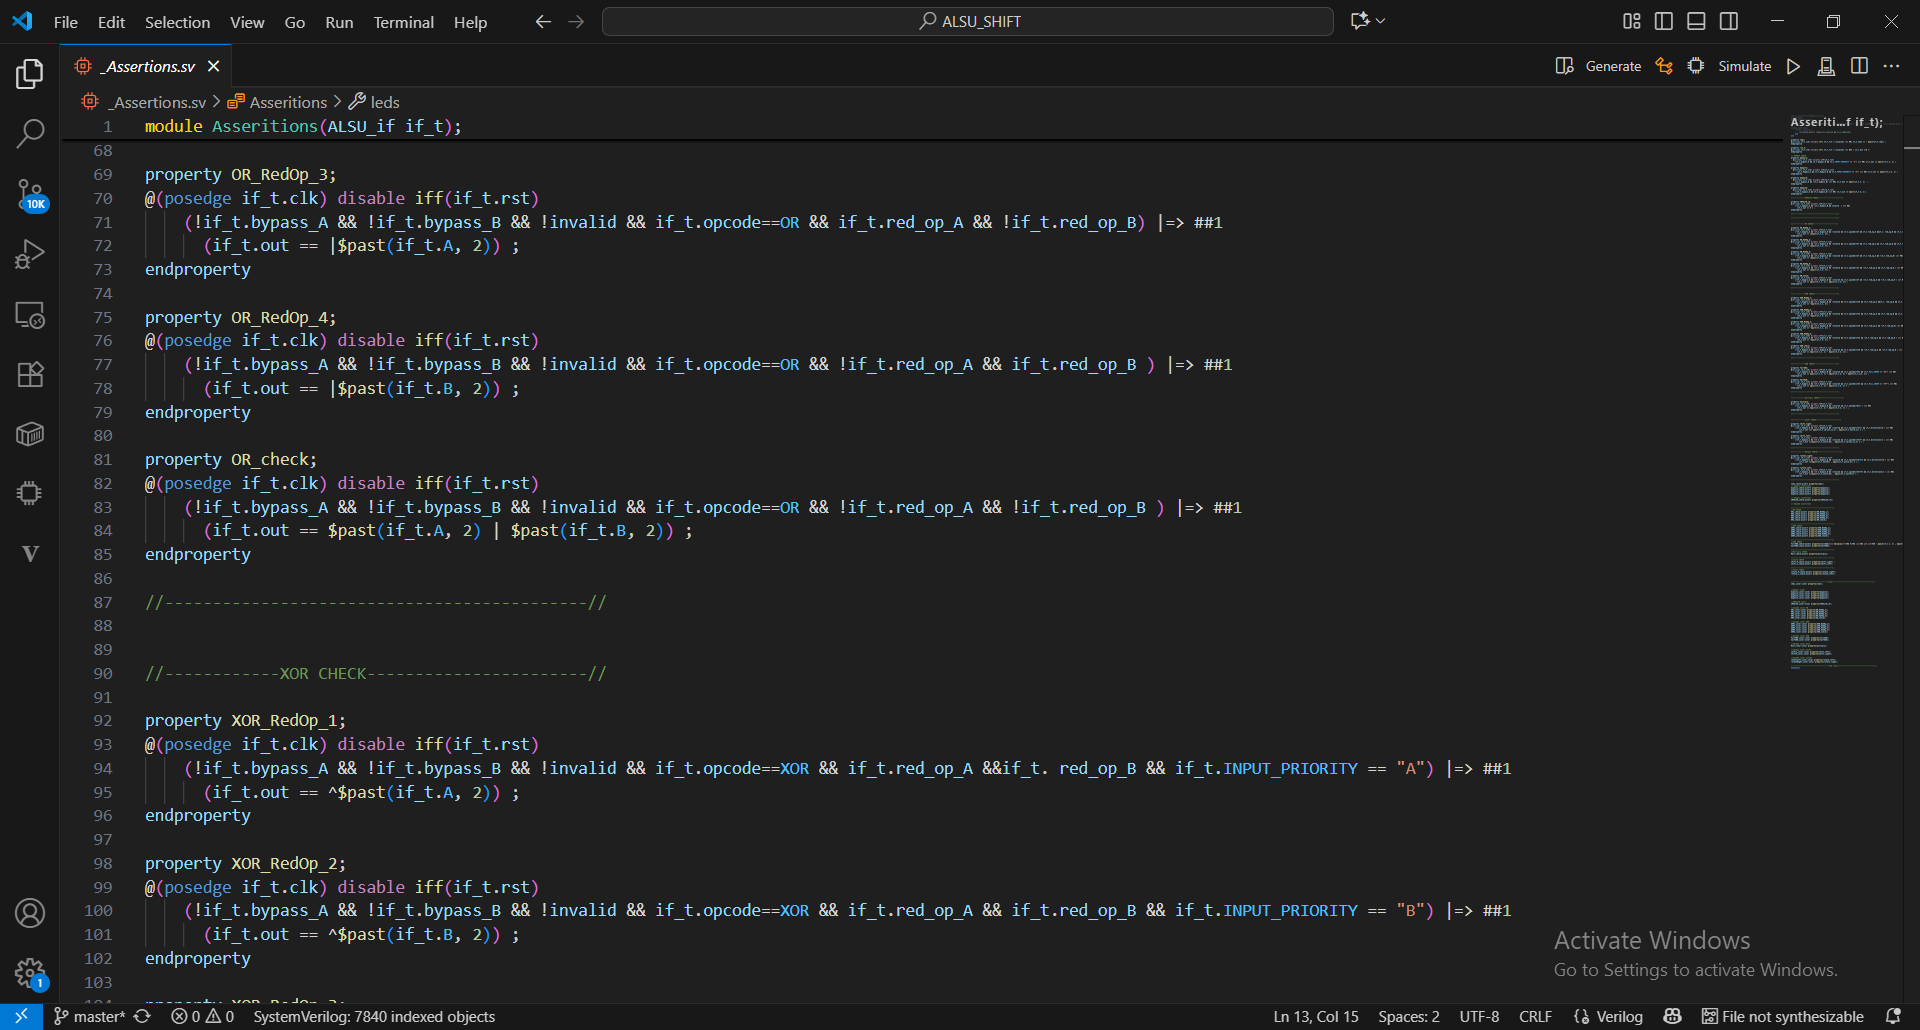 File Edit Selection View Go Run Terminal Help ALSU_SHIFT
_Assertions.sv Generate Simulate
_Assertions.sv > Asseritions > leds
1 module Asseritions(ALSU_if if_t);
Asseriti...f if_t);
68
69 property OR_RedOp_3;
70 @(posedge if_t.clk) disable iff(if_t.rst)
71 (!if_t.bypass_A && !if_t.bypass_B && !invalid && if_t.opcode==OR && if_t.red_op_A && !if_t.red_op_B) |=> ##1
72 (if_t.out == |$past(if_t.A, 2)) ;
73 endproperty
74
75 property OR_RedOp_4;
76 @(posedge if_t.clk) disable iff(if_t.rst)
77 (!if_t.bypass_A && !if_t.bypass_B && !invalid && if_t.opcode==OR && !if_t.red_op_A && if_t.red_op_B ) |=> ##1
78 (if_t.out == |$past(if_t.B, 2)) ;
79 endproperty
80
81 property OR_check;
82 @(posedge if_t.clk) disable iff(if_t.rst)
83 (!if_t.bypass_A && !if_t.bypass_B && !invalid && if_t.opcode==OR && !if_t.red_op_A && !if_t.red_op_B ) |=> ##1
84 (if_t.out == $past(if_t.A, 2) | $past(if_t.B, 2)) ;
85 endproperty
86
87 //--------------------------------------------//
88
89
90 //------------XOR CHECK-----------------------//
91
92 property XOR_RedOp_1;
93 @(posedge if_t.clk) disable iff(if_t.rst)
94 (!if_t.bypass_A && !if_t.bypass_B && !invalid && if_t.opcode==XOR && if_t.red_op_A &&if_t. red_op_B && if_t.INPUT_PRIORITY == "A") |=> ##1
95 (if_t.out == ^$past(if_t.A, 2)) ;
96 endproperty
97
98 property XOR_RedOp_2;
99 @(posedge if_t.clk) disable iff(if_t.rst)
100 (!if_t.bypass_A && !if_t.bypass_B && !invalid && if_t.opcode==XOR && if_t.red_op_A && if_t.red_op_B && if_t.INPUT_PRIORITY == "B") |=> ##1
101 (if_t.out == ^$past(if_t.B, 2)) ;
102 endproperty
103
10K
V
1
Activate Windows
Go to Settings to activate Windows.
master* 0 0 SystemVerilog: 7840 indexed objects Ln 13, Col 15 Spaces: 2 UTF-8 CRLF {} Verilog File not synthesizable